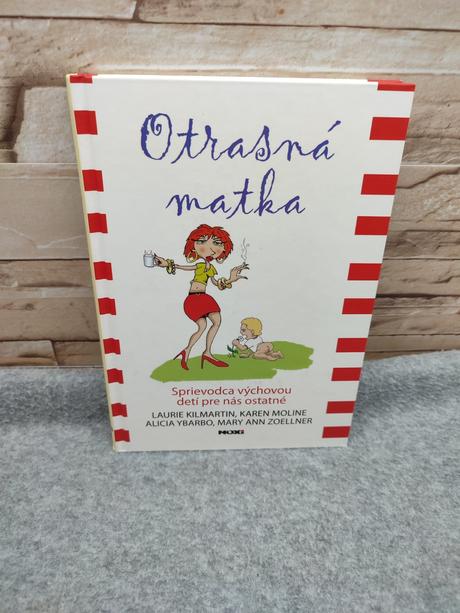 Otrasná
matka
Sprievodca výchovou
detí pre nás ostatné
LAURIE KILMARTIN, KAREN MOLINE
ALICIA YBARBO, MARY ANN ZOELLNER
NOXI